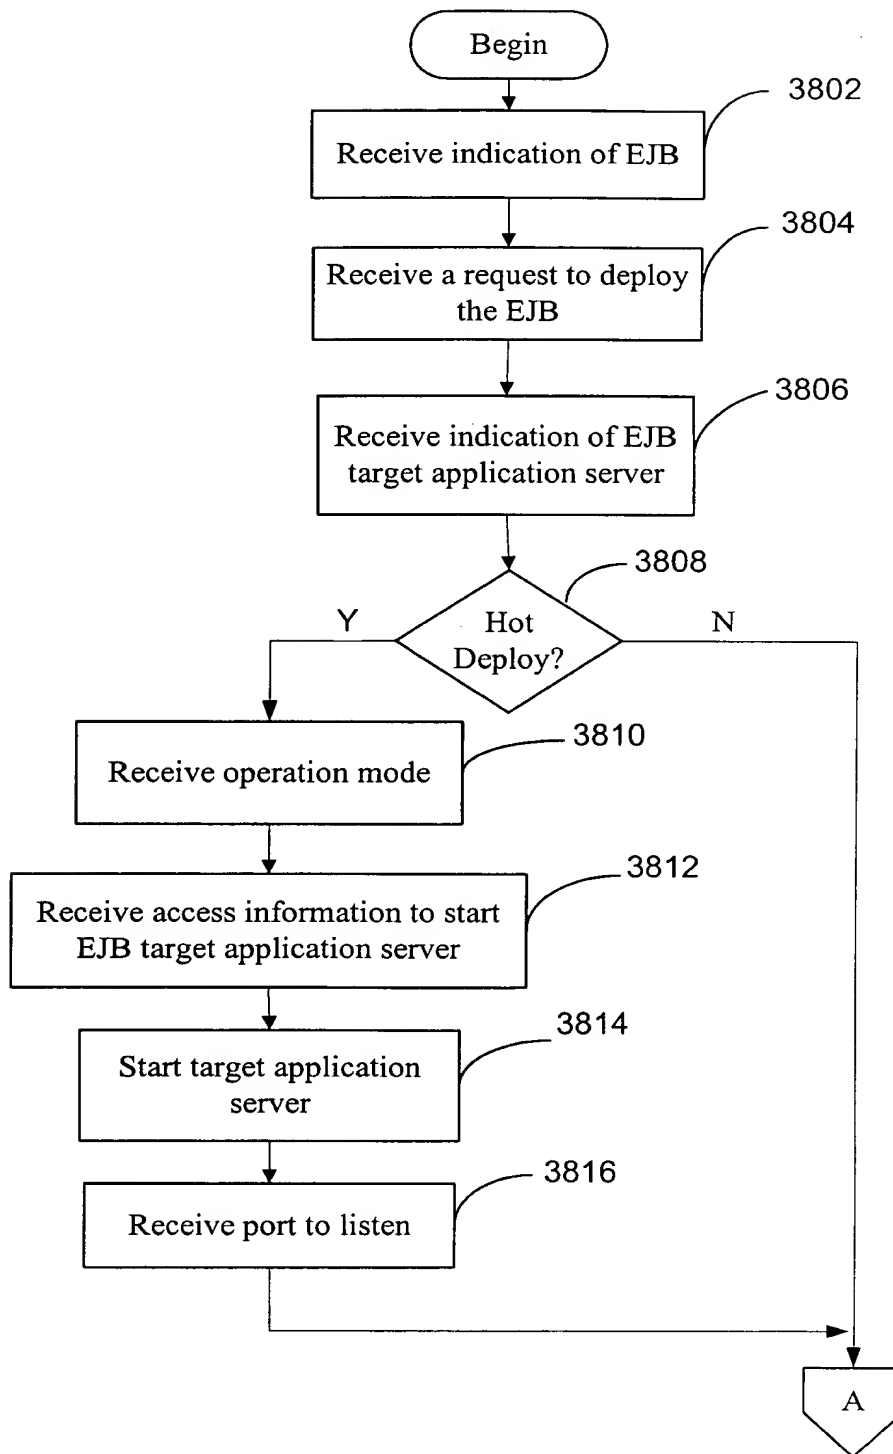 Begin
3802
Receive indication of EJB
3804
Receive a request to deploy
the EJB
3806
Receive indication of EJB
target application server
3808
Y
Hot
Deploy?
N
3810
Receive operation mode
3812
Receive access information to start
EJB target application server
3814
Start target application
server
3816
Receive port to listen
A